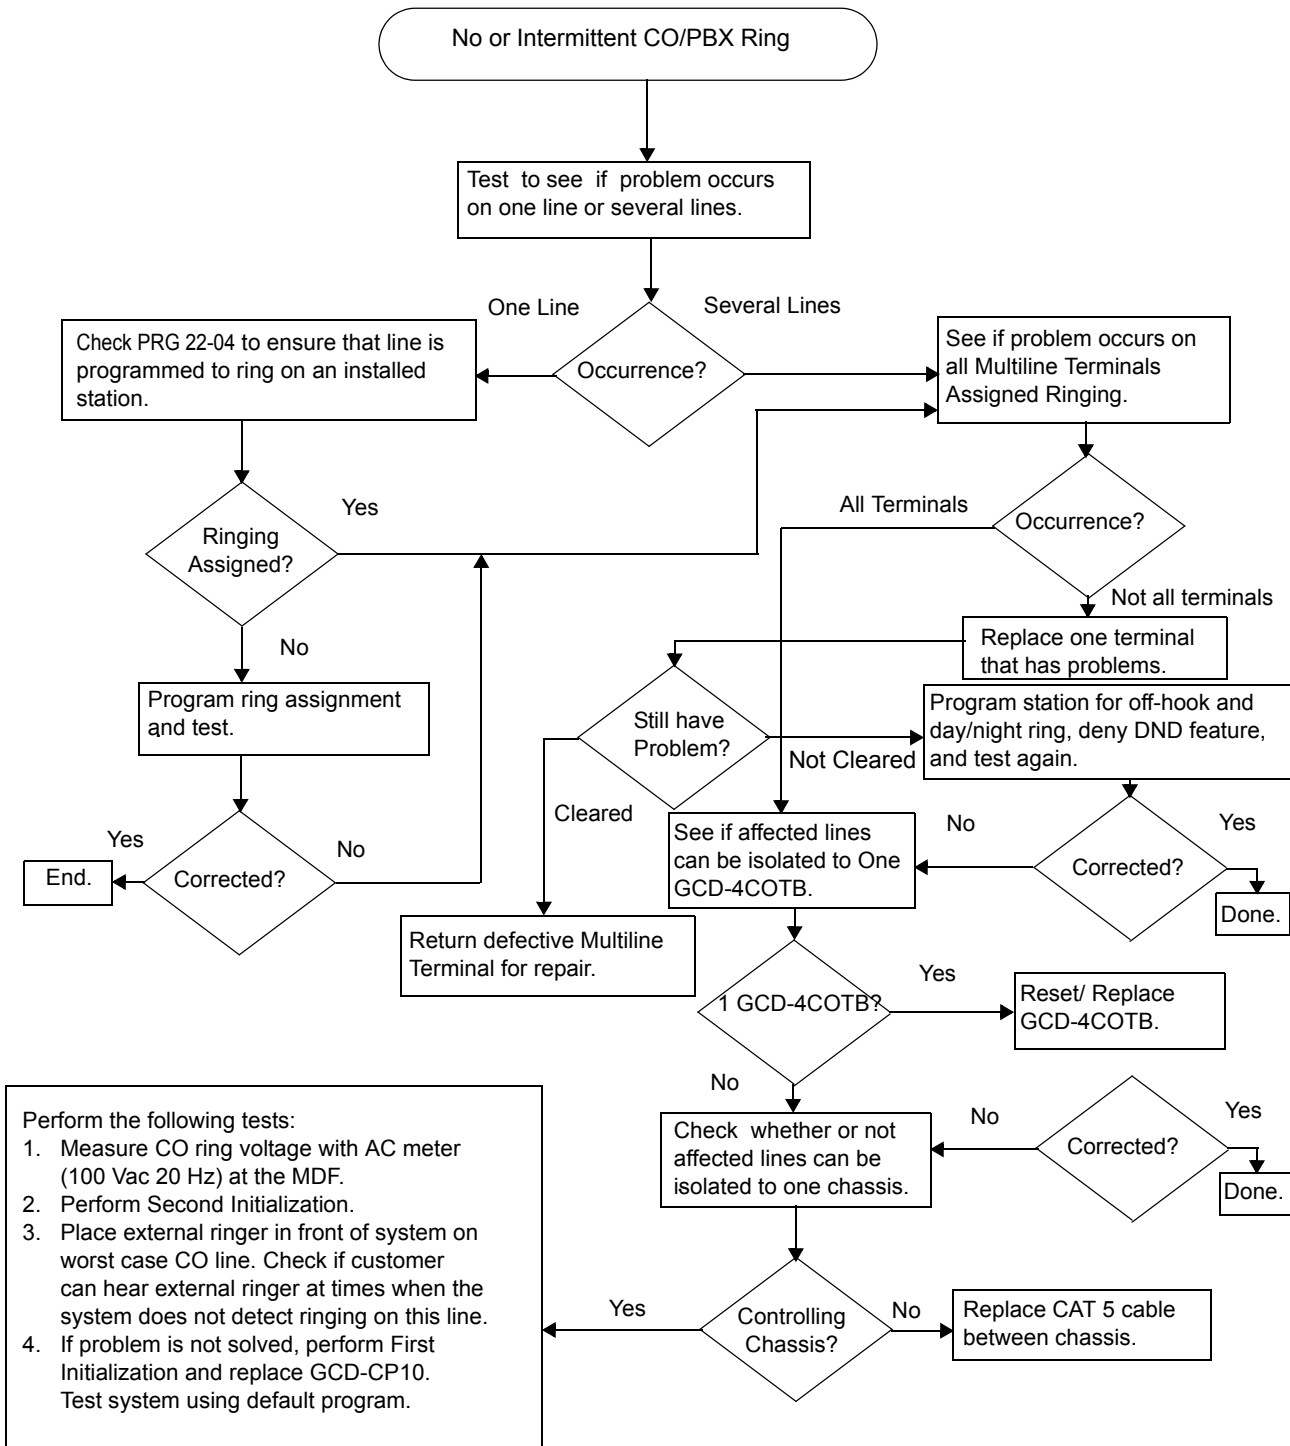 No or Intermittent CO/PBX Ring
Test to see if problem occurs
on one line or several lines.
One Line
Several Lines
Occurrence?
Check PRG 22-04 to ensure that line is
programmed to ring on an installed
station.
See if problem occurs on
all Multiline Terminals
Assigned Ringing.
Ringing
Assigned?
Yes
No
All Terminals
Occurrence?
Not all terminals
Replace one terminal
that has problems.
Program ring assignment
and test.
Still have
Problem?
Not Cleared
Cleared
Program station for off-hook and
day/night ring, deny DND feature,
and test again.
Yes
End.
Corrected?
No
See if affected lines
can be isolated to One
GCD-4COTB.
No
Corrected?
Yes
Done.
Return defective Multiline
Terminal for repair.
1 GCD-4COTB?
Yes
Reset/ Replace
GCD-4COTB.
No
Check whether or not
affected lines can be
isolated to one chassis.
No
Corrected?
Yes
Done.
Perform the following tests:
1. Measure CO ring voltage with AC meter
(100 Vac 20 Hz) at the MDF.
2. Perform Second Initialization.
3. Place external ringer in front of system on
worst case CO line. Check if customer
can hear external ringer at times when the
system does not detect ringing on this line.
4. If problem is not solved, perform First
Initialization and replace GCD-CP10.
Test system using default program.
Yes
Controlling
Chassis?
No
Replace CAT 5 cable
between chassis.